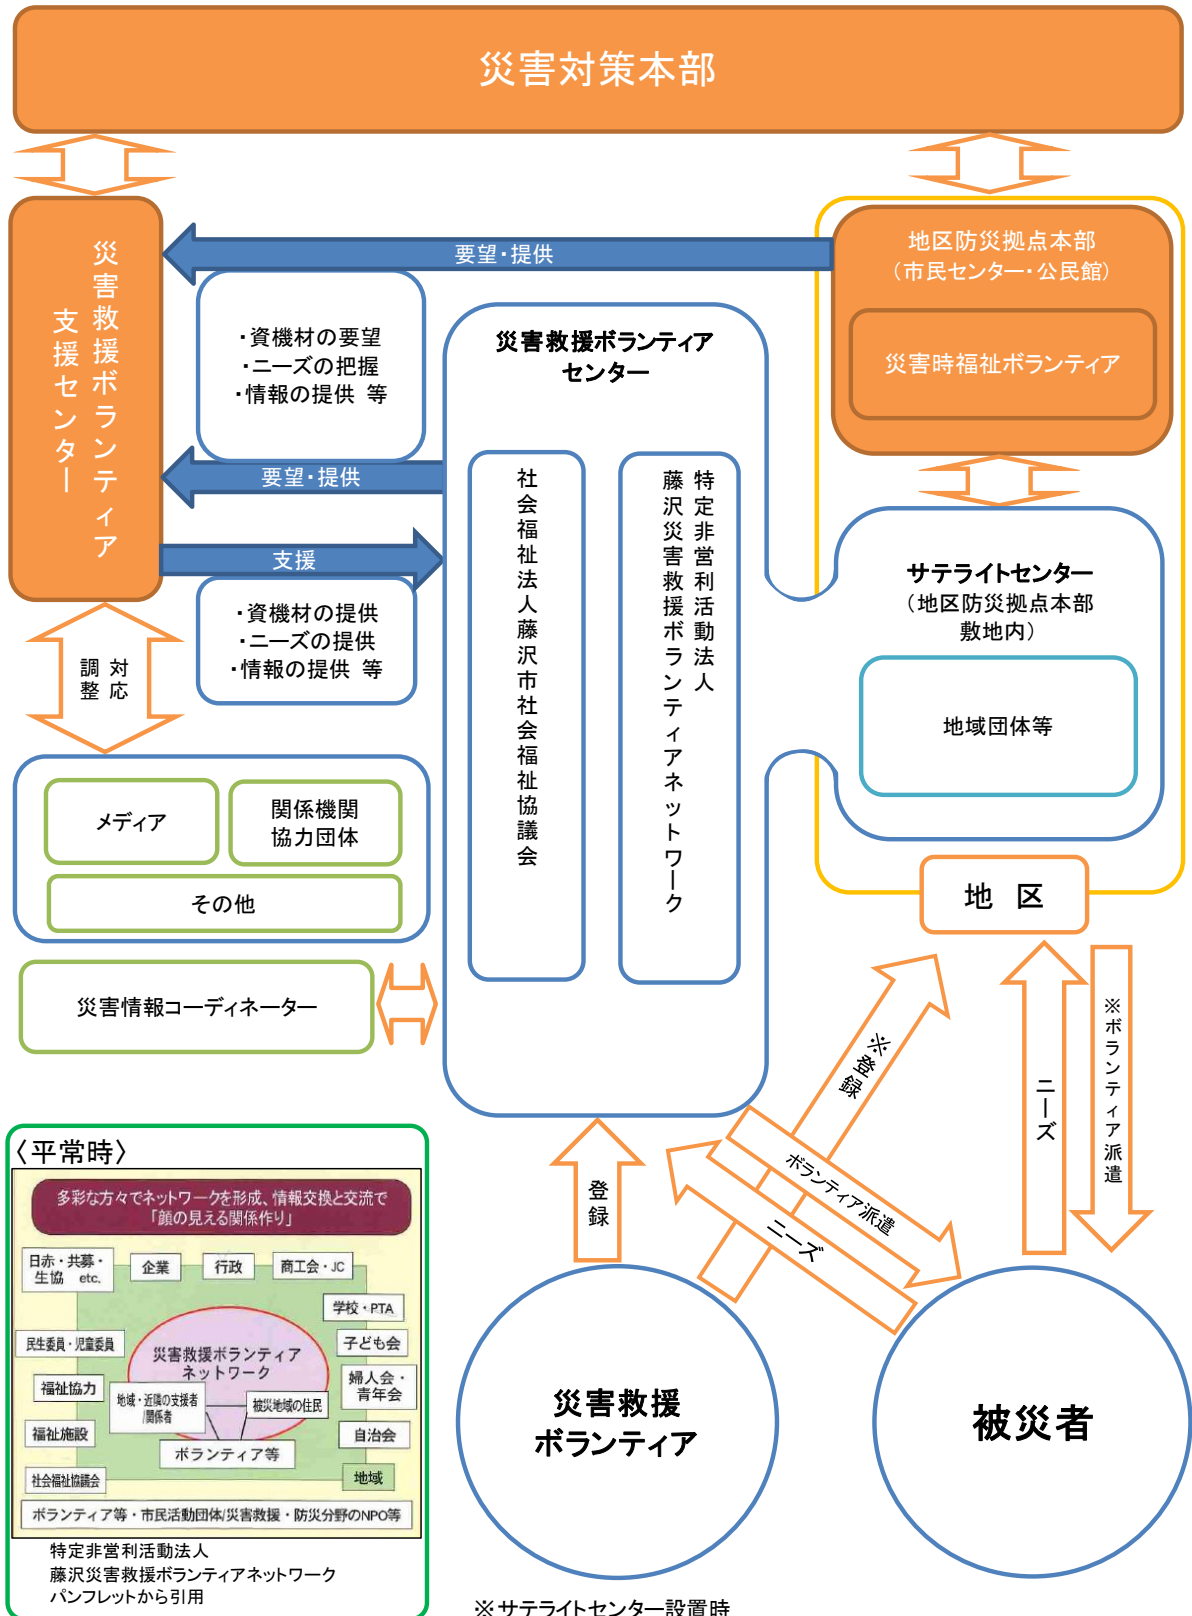 災害対策本部
災害救援ボランティア
支援センター
要望・提供
・資機材の要望
・ニーズの把握
・情報の提供 等
要望・提供
支援
・資機材の提供
・ニーズの提供
・情報の提供 等
対応
調整
メディア
関係機関
協力団体
その他
災害情報コーディネーター
災害救援ボランティア
センター
社会福祉法人藤沢市社会福祉協議会
特定非営利活動法人
藤沢災害救援ボランティアネットワーク
地区防災拠点本部
（市民センター・公民館）
災害時福祉ボランティア
サテライトセンター
（地区防災拠点本部
敷地内）
地域団体等
地 区
※登録
ニーズ
※ボランティア派遣
登録
ボランティア派遣
ニーズ
災害救援
ボランティア
被災者
〈平常時〉
多彩な方々でネットワークを形成、情報交換と交流で
「顔の見える関係作り」
日赤・共募・
生協 etc.
企業
行政
商工会・JC
学校・PTA
民生委員・児童委員
子ども会
災害救援ボランティア
ネットワーク
福祉協力
婦人会・
青年会
地域・近隣の支援者
/関係者
被災地域の住民
福祉施設
自治会
ボランティア等
社会福祉協議会
地域
ボランティア等・市民活動団体/災害救援・防災分野のNPO等
特定非営利活動法人
藤沢災害救援ボランティアネットワーク
パンフレットから引用
※サテライトセンター設置時